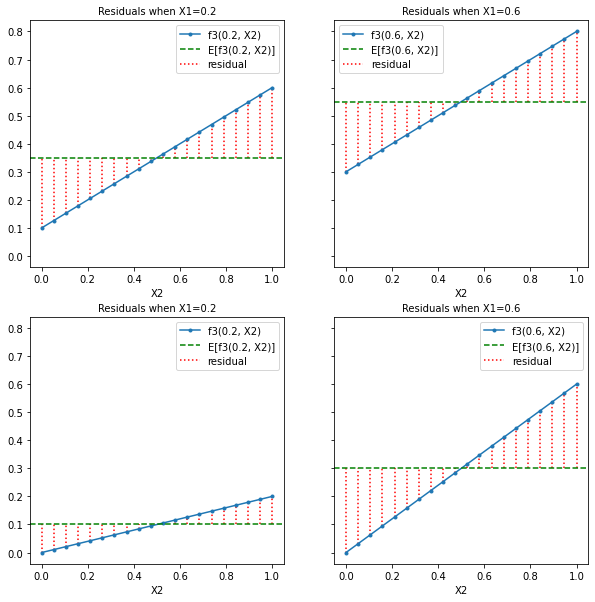 Residuals when X1=0.2
f3(0.2, X2)
E[f3(0.2, X2)]
residual
0.8
0.7
0.6
0.5
0.4
0.3
0.2
0.1
0.0
0.0 0.2 0.4 0.6 0.8 1.0
X2
Residuals when X1=0.6
f3(0.6, X2)
E[f3(0.6, X2)]
residual
0.0 0.2 0.4 0.6 0.8 1.0
X2
Residuals when X1=0.2
f3(0.2, X2)
E[f3(0.2, X2)]
residual
0.8
0.7
0.6
0.5
0.4
0.3
0.2
0.1
0.0
0.0 0.2 0.4 0.6 0.8 1.0
X2
Residuals when X1=0.6
f3(0.6, X2)
E[f3(0.6, X2)]
residual
0.0 0.2 0.4 0.6 0.8 1.0
X2